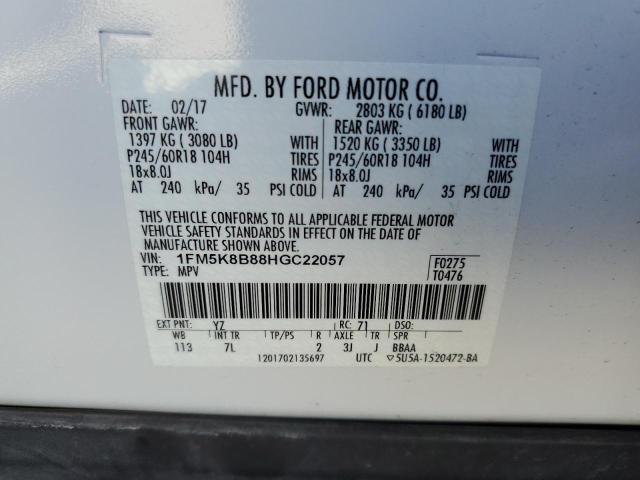 MFD. BY FORD MOTOR CO.
DATE: 02/17 GVWR: 2803 KG ( 6180 LB)
FRONT GAWR: REAR GAWR:
1397 KG ( 3080 LB) WITH 1520 KG ( 3350 LB) WITH
P245/60R18 104H TIRES P245/60R18 104H TIRES
18x8.0J RIMS 18x8.0J RIMS
AT 240 kPa/ 35 PSI COLD AT 240 kPa/ 35 PSI COLD
THIS VEHICLE CONFORMS TO ALL APPLICABLE FEDERAL MOTOR
VEHICLE SAFETY STANDARDS IN EFFECT ON THE DATE OF
MANUFACTURE SHOWN ABOVE.
VIN: 1FM5K8B88HGC22057 F0275
TYPE: MPV T0476
EXT PNT: YZ RC: 71 DSO:
WB INT TR TP/PS R AXLE TR SPR
113 7L 2 3J J BBAA
1201702135697 UTC ▽5U5A-1520472-BA